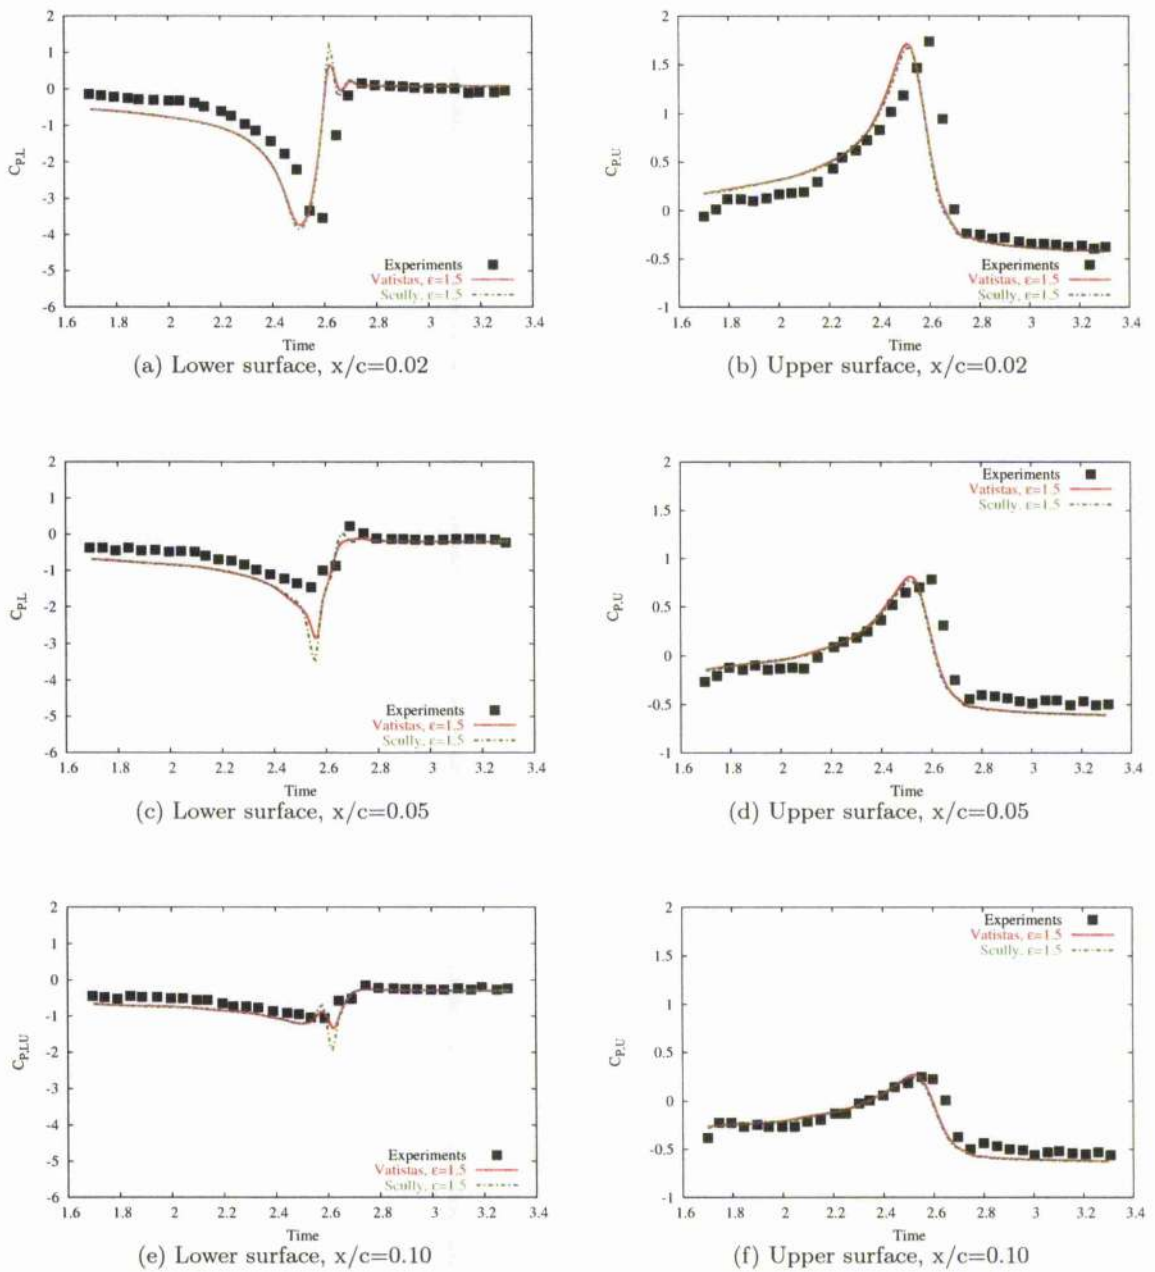 2
1
0
-1
-2
-3
-4
-5
-6
C_P,L
Experiments
Vatistas, ε=1.5
Scully, ε=1.5
1.6 1.8 2 2.2 2.4 2.6 2.8 3 3.2 3.4
Time
(a) Lower surface, x/c=0.02
2
1.5
1
0.5
0
-0.5
-1
C_P,U
Experiments
Vatistas, ε=1.5
Scully, ε=1.5
1.6 1.8 2 2.2 2.4 2.6 2.8 3 3.2 3.4
Time
(b) Upper surface, x/c=0.02
2
1
0
-1
-2
-3
-4
-5
-6
C_P,L
Experiments
Vatistas, ε=1.5
Scully, ε=1.5
1.6 1.8 2 2.2 2.4 2.6 2.8 3 3.2 3.4
Time
(c) Lower surface, x/c=0.05
2
1.5
1
0.5
0
-0.5
-1
C_P,U
Experiments
Vatistas, ε=1.5
Scully, ε=1.5
1.6 1.8 2 2.2 2.4 2.6 2.8 3 3.2 3.4
Time
(d) Upper surface, x/c=0.05
2
1
0
-1
-2
-3
-4
-5
-6
C_P,LU
Experiments
Vatistas, ε=1.5
Scully, ε=1.5
1.6 1.8 2 2.2 2.4 2.6 2.8 3 3.2 3.4
Time
(e) Lower surface, x/c=0.10
2
1.5
1
0.5
0
-0.5
-1
C_P,U
Experiments
Vatistas, ε=1.5
Scully, ε=1.5
1.6 1.8 2 2.2 2.4 2.6 2.8 3 3.2 3.4
Time
(f) Upper surface, x/c=0.10